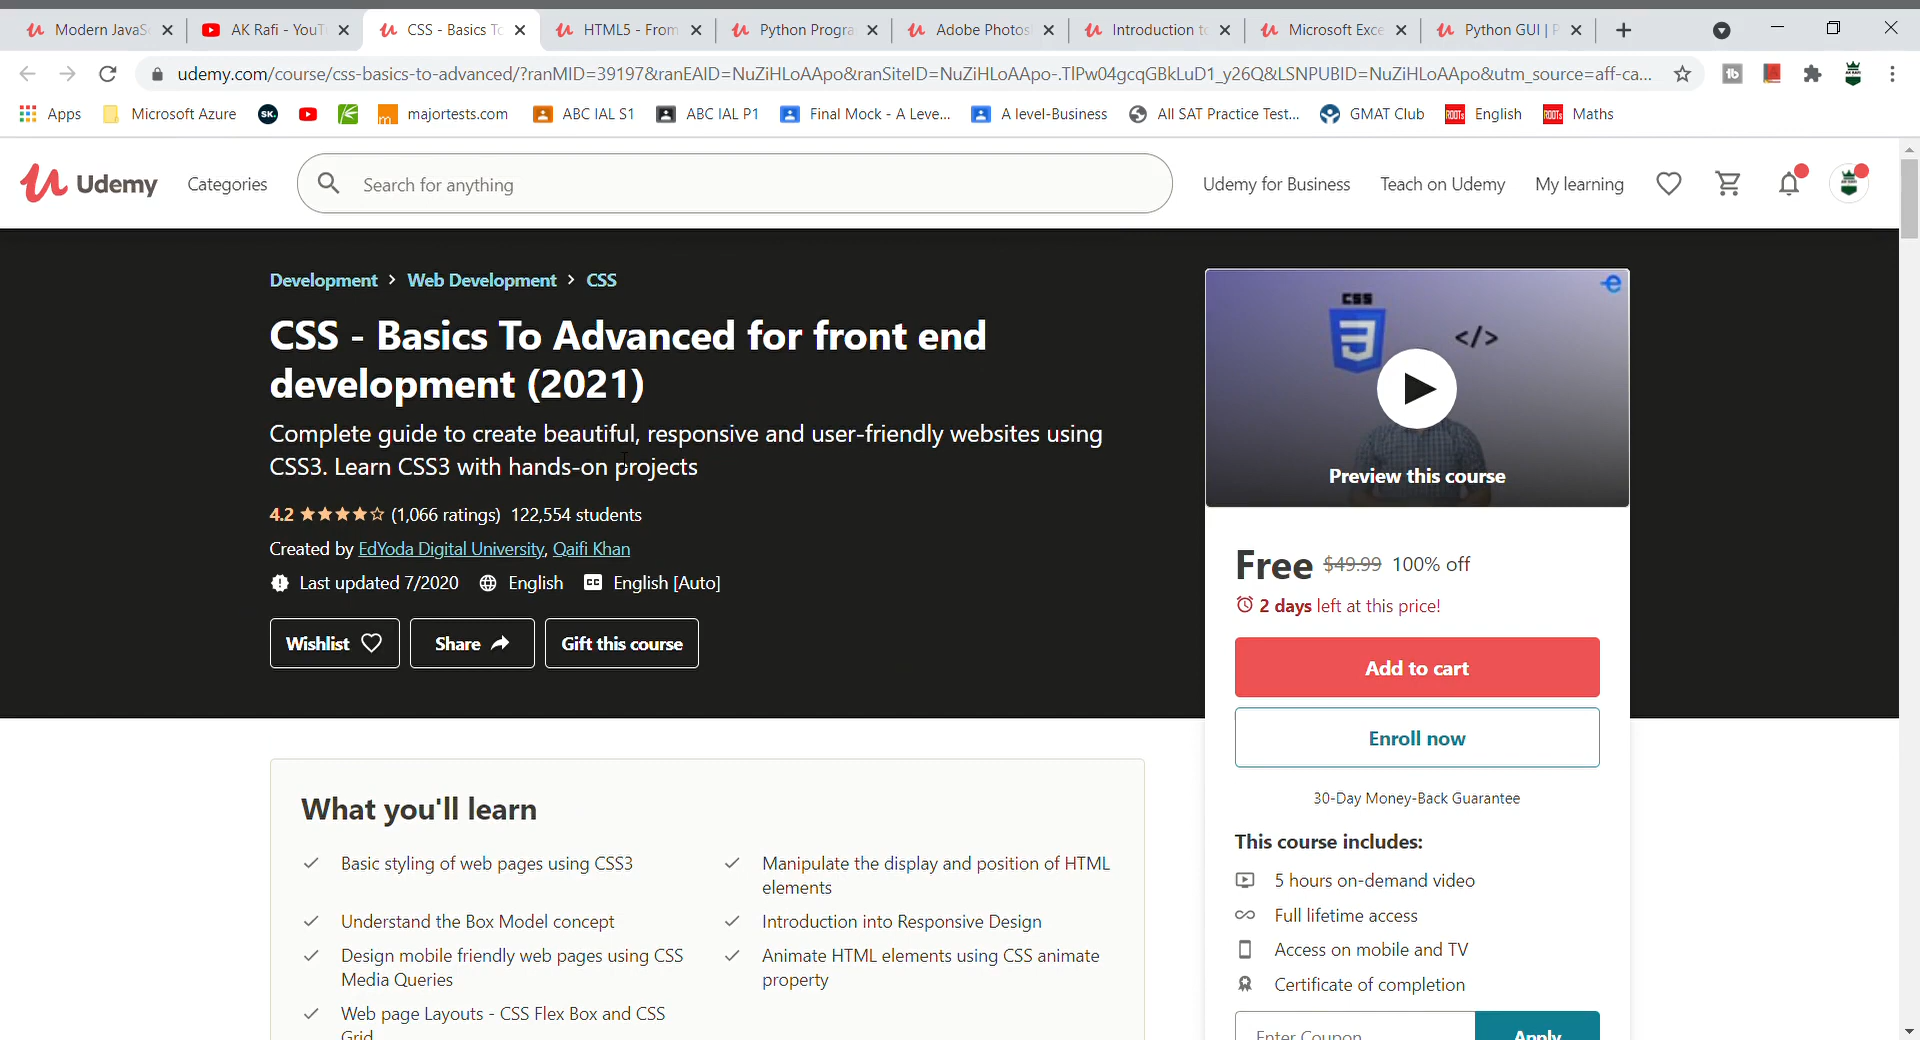 Modern JavaSc
AK Rafi - YouT
CSS - Basics To
HTML5 - From
Python Progra
Adobe Photos
Introduction to
Microsoft Exce
Python GUI | P
udemy.com/course/css-basics-to-advanced/?ranMID=39197&ranEAID=NuZiHLoAApo&ranSiteID=NuZiHLoAApo-.TlPw04gcqGBkLuD1_y26Q&LSNPUBID=NuZiHLoAApo&utm_source=aff-ca...
Apps
Microsoft Azure
SK.
majortests.com
ABC IAL S1
ABC IAL P1
Final Mock - A Leve...
A level-Business
All SAT Practice Test...
GMAT Club
English
Maths
Udemy
Categories
Search for anything
Udemy for Business
Teach on Udemy
My learning
Development > Web Development > CSS
CSS - Basics To Advanced for front end
development (2021)
Complete guide to create beautiful, responsive and user-friendly websites using
CSS3. Learn CSS3 with hands-on projects
4.2 (1,066 ratings) 122,554 students
Created by EdYoda Digital University, Qaifi Khan
Last updated 7/2020 English CC English [Auto]
Wishlist
Share
Gift this course
CSS
3
</>
Preview this course
Free $49.99 100% off
2 days left at this price!
Add to cart
Enroll now
30-Day Money-Back Guarantee
This course includes:
5 hours on-demand video
Full lifetime access
Access on mobile and TV
Certificate of completion
Enter Coupon
Apply
What you'll learn
Basic styling of web pages using CSS3
Manipulate the display and position of HTML
elements
Understand the Box Model concept
Introduction into Responsive Design
Design mobile friendly web pages using CSS
Media Queries
Animate HTML elements using CSS animate
property
Web page Layouts - CSS Flex Box and CSS
Grid